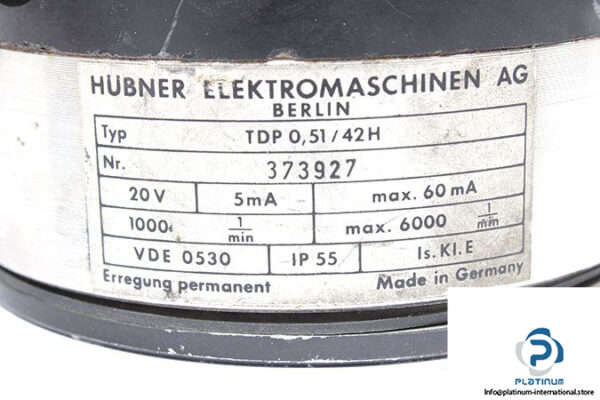 HÜBNER ELEKTROMASCHINEN AG
BERLIN
Typ TDP 0,51/42H
Nr. 373927
20 V 5mA max. 60 mA
1000 1/min max. 6000 1/min
VDE 0530 IP 55 Is. Kl. E
Erregung permanent Made in Germany
PLATINUM
Info@platinum-international.store